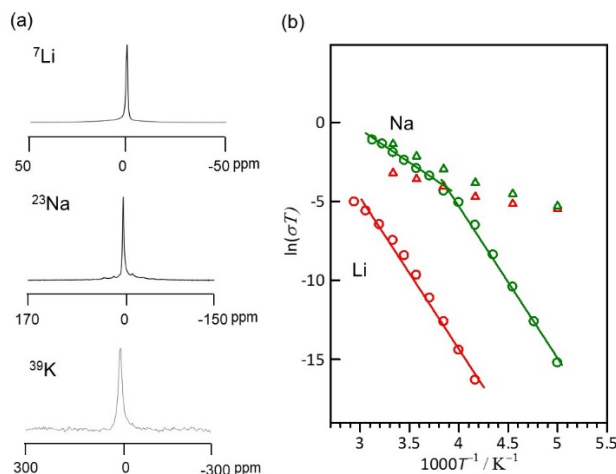 (a)
⁷Li
50 0 -50 ppm
²³Na
170 0 -150 ppm
³⁹K
300 0 -300 ppm
(b)
0
-5
-10
-15
ln(σT)
Na
Li
3 3.5 4 4.5 5 5.5
1000T⁻¹ / K⁻¹